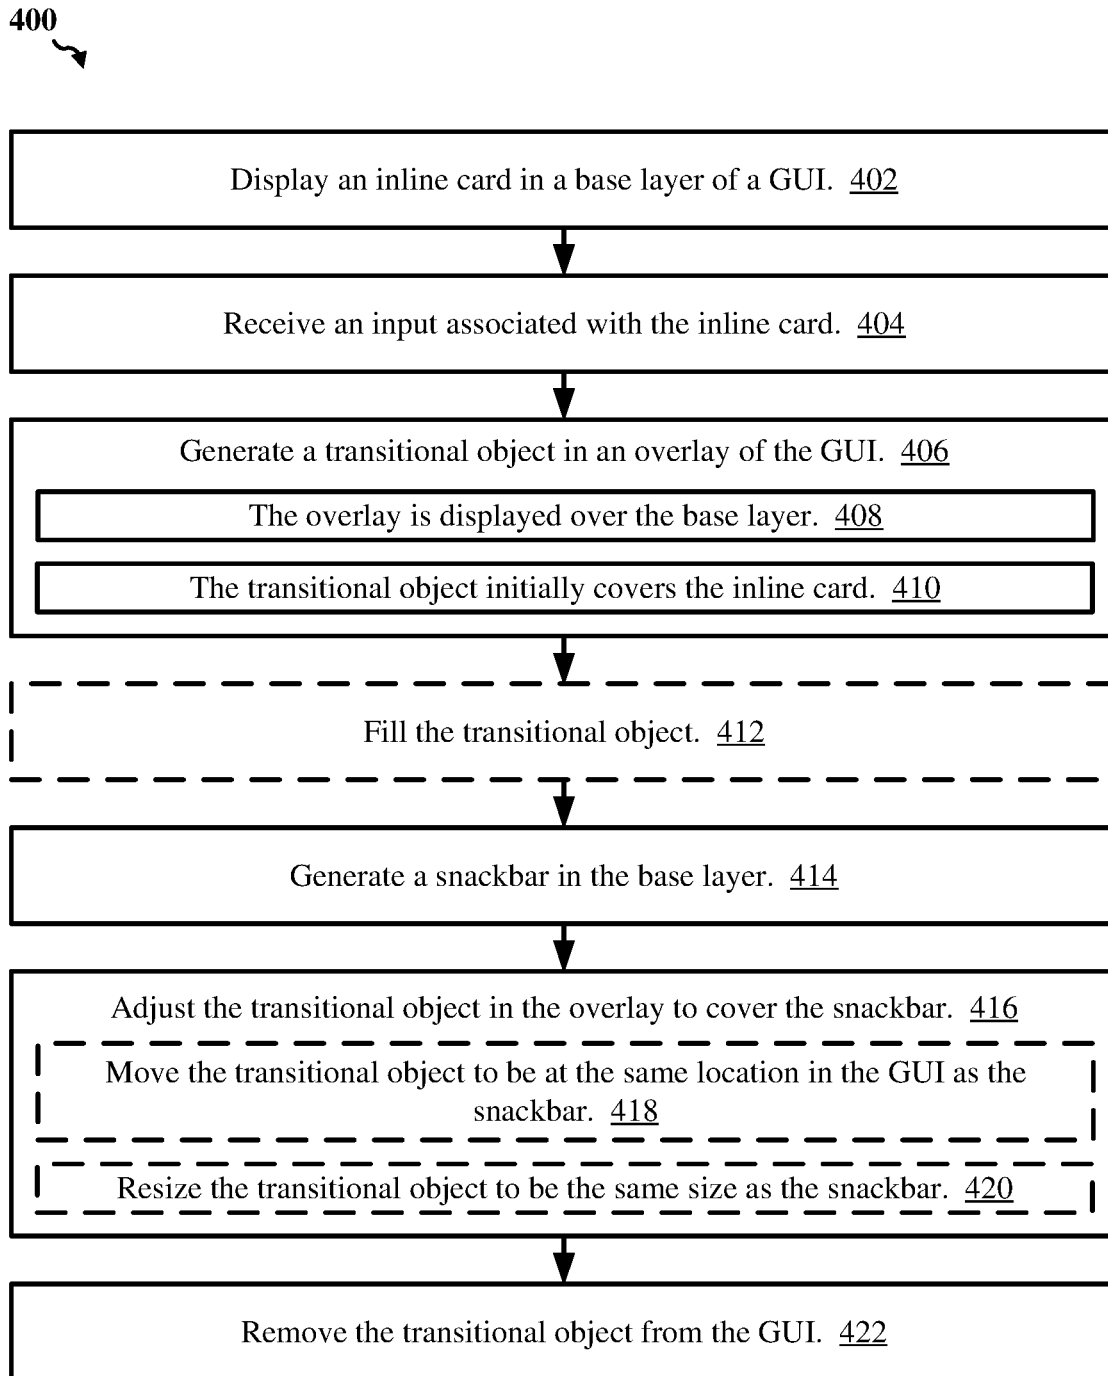 400
Display an inline card in a base layer of a GUI. 402
Receive an input associated with the inline card. 404
Generate a transitional object in an overlay of the GUI. 406
The overlay is displayed over the base layer. 408
The transitional object initially covers the inline card. 410
Fill the transitional object. 412
Generate a snackbar in the base layer. 414
Adjust the transitional object in the overlay to cover the snackbar. 416
Move the transitional object to be at the same location in the GUI as the
snackbar. 418
Resize the transitional object to be the same size as the snackbar. 420
Remove the transitional object from the GUI. 422